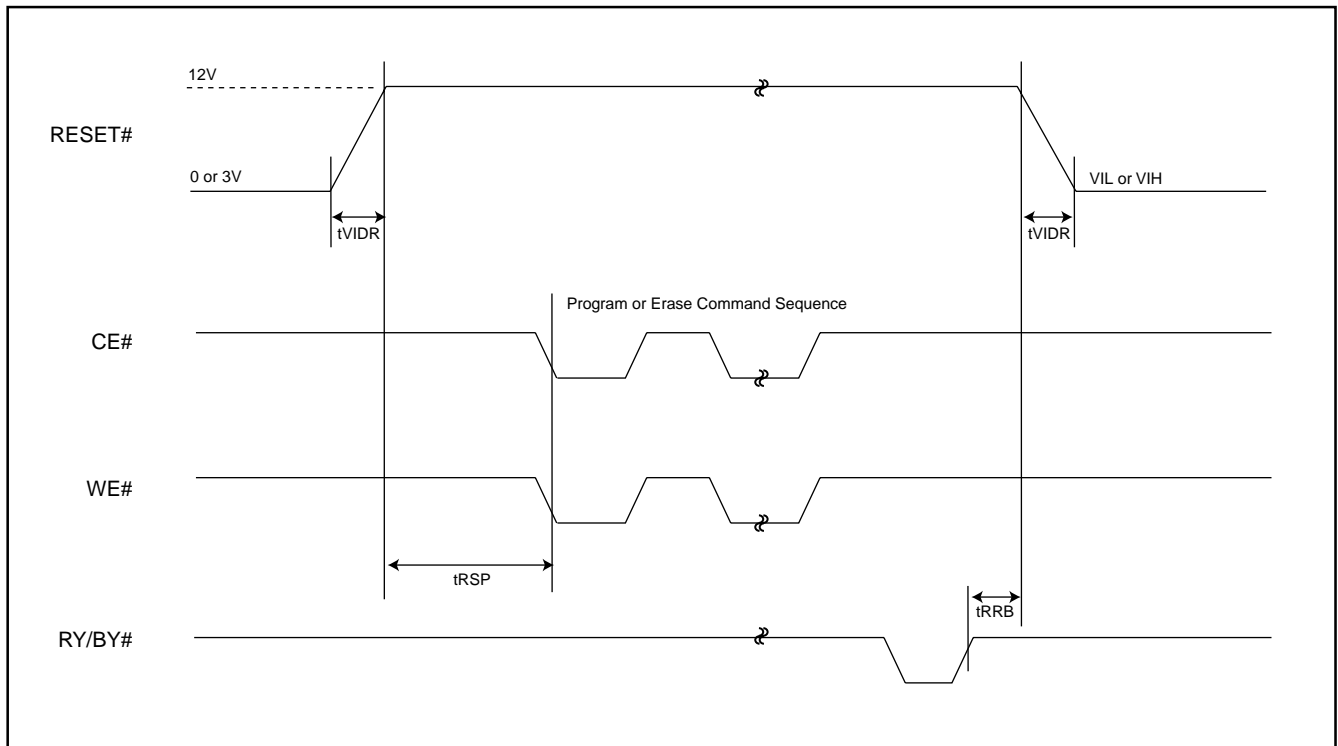 12V
RESET#
0 or 3V
VIL or VIH
tVIDR
tVIDR
Program or Erase Command Sequence
CE#
WE#
tRSP
tRRB
RY/BY#